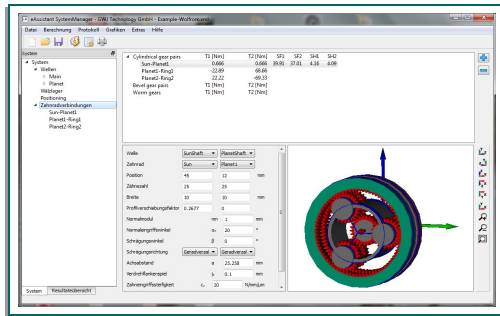 eAssistant SystemManager - GWJ Technology GmbH - Example-Wolfrom
Datei Berechnung Protokoll Grafiken Extras Hilfe
System
System
Wellen
Main
Planet
Wälzlager
Positioning
Zahnradverbindungen
Sun-Planet1
Planet1-Ring1
Planet2-Ring2
Cylindrical gear pairs T1 [Nm] T2 [Nm] SF1 SF2 SH1 SH2
Sun-Planet1 0.666 0.666 39.91 37.01 4.16 4.09
Planet1-Ring1 -22.89 68.66
Planet2-Ring2 22.22 -69.33
Bevel gear pairs T1 [Nm] T2 [Nm]
Worm gears T1 [Nm] T2 [Nm]
Welle SunShaft PlanetShaft
Zahnrad Sun Planet1
Position 46 12 mm
Zähnezahl 25 25
Breite 10 10 mm
Profilverschiebungsfaktor 0.2677 0
Normalmodul mₙ 1 mm
Normaleingriffswinkel αₙ 20 °
Schrägungswinkel β 0 °
Schrägungsrichtung Geradverzah Geradverzah
Achsabstand a 25.258 mm
Verdrehflankenspiel jₜ 0.1 mm
Zahneingriffssteifigkeit cᵧ 20 N/mm/µm
System Resultatsübersicht